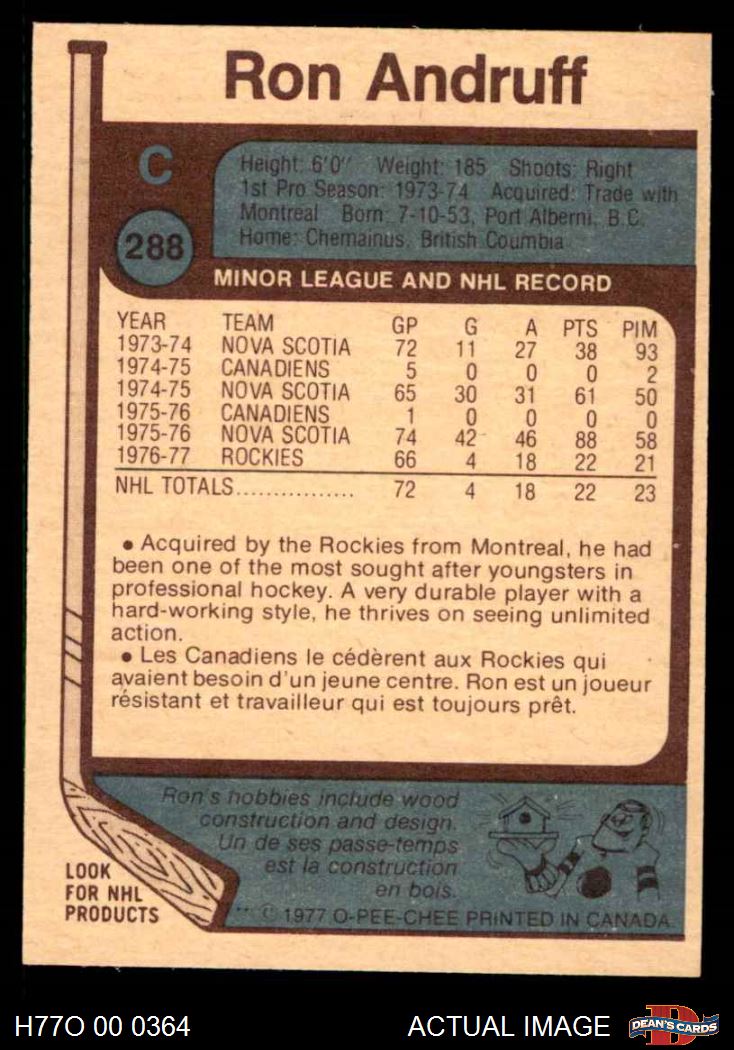 Ron Andruff
C
288
Height: 6'0" Weight: 185 Shoots: Right
1st Pro Season: 1973-74 Acquired: Trade with
Montreal Born: 7-10-53, Port Alberni, B.C.
Home: Chemainus, British Coumbia
MINOR LEAGUE AND NHL RECORD
YEAR TEAM GP G A PTS PIM
1973-74 NOVA SCOTIA 72 11 27 38 93
1974-75 CANADIENS 5 0 0 0 2
1974-75 NOVA SCOTIA 65 30 31 61 50
1975-76 CANADIENS 1 0 0 0 0
1975-76 NOVA SCOTIA 74 42 46 88 58
1976-77 ROCKIES 66 4 18 22 21
NHL TOTALS................ 72 4 18 22 23
• Acquired by the Rockies from Montreal, he had
been one of the most sought after youngsters in
professional hockey. A very durable player with a
hard-working style, he thrives on seeing unlimited
action.
• Les Canadiens le cédèrent aux Rockies qui
avaient besoin d'un jeune centre. Ron est un joueur
résistant et travailleur qui est toujours prêt.
Ron's hobbies include wood
construction and design.
Un de ses passe-temps
est la construction
en bois.
LOOK
FOR NHL
PRODUCTS
** © 1977 O-PEE-CHEE PRINTED IN CANADA.
H77O 00 0364 ACTUAL IMAGE
D
DEAN'S CARDS